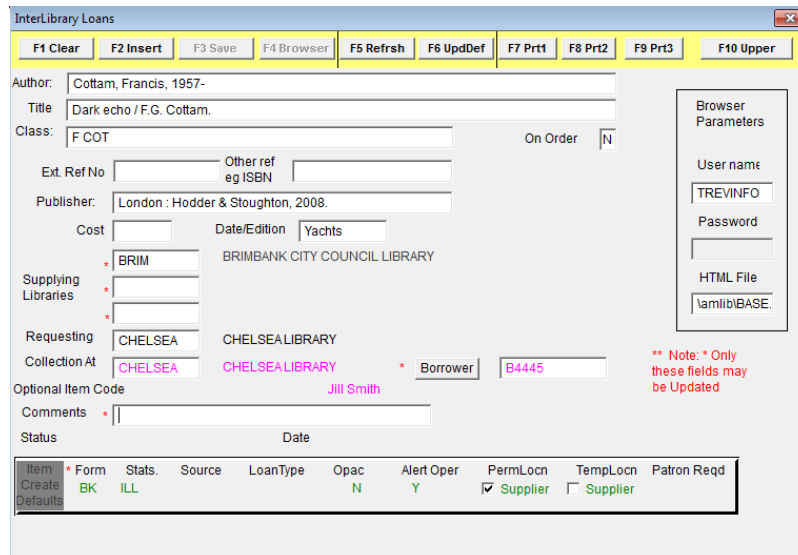 InterLibrary Loans
F1 Clear F2 Insert F3 Save F4 Browser F5 Refrsh F6 UpdDef F7 Prt1 F8 Prt2 F9 Prt3 F10 Upper
Author: Cottam, Francis, 1957-
Title Dark echo / F.G. Cottam.
Class: F COT On Order N
Ext. Ref No Other ref eg ISBN
Publisher: London : Hodder & Stoughton, 2008.
Cost Date/Edition Yachts
* BRIM BRIMBANK CITY COUNCIL LIBRARY
Supplying Libraries *
*
Requesting CHELSEA CHELSEA LIBRARY
Collection At CHELSEA CHELSEA LIBRARY * Borrower B4445
Optional Item Code Jill Smith
Comments *
Status Date
Browser
Parameters
User name
TREVINFO
Password
HTML File
\amlib\BASE.
** Note: * Only
these fields may
be Updated
Item Create Defaults
* Form Stats. Source LoanType Opac Alert Oper PermLocn TempLocn Patron Reqd
BK ILL N Y Supplier Supplier